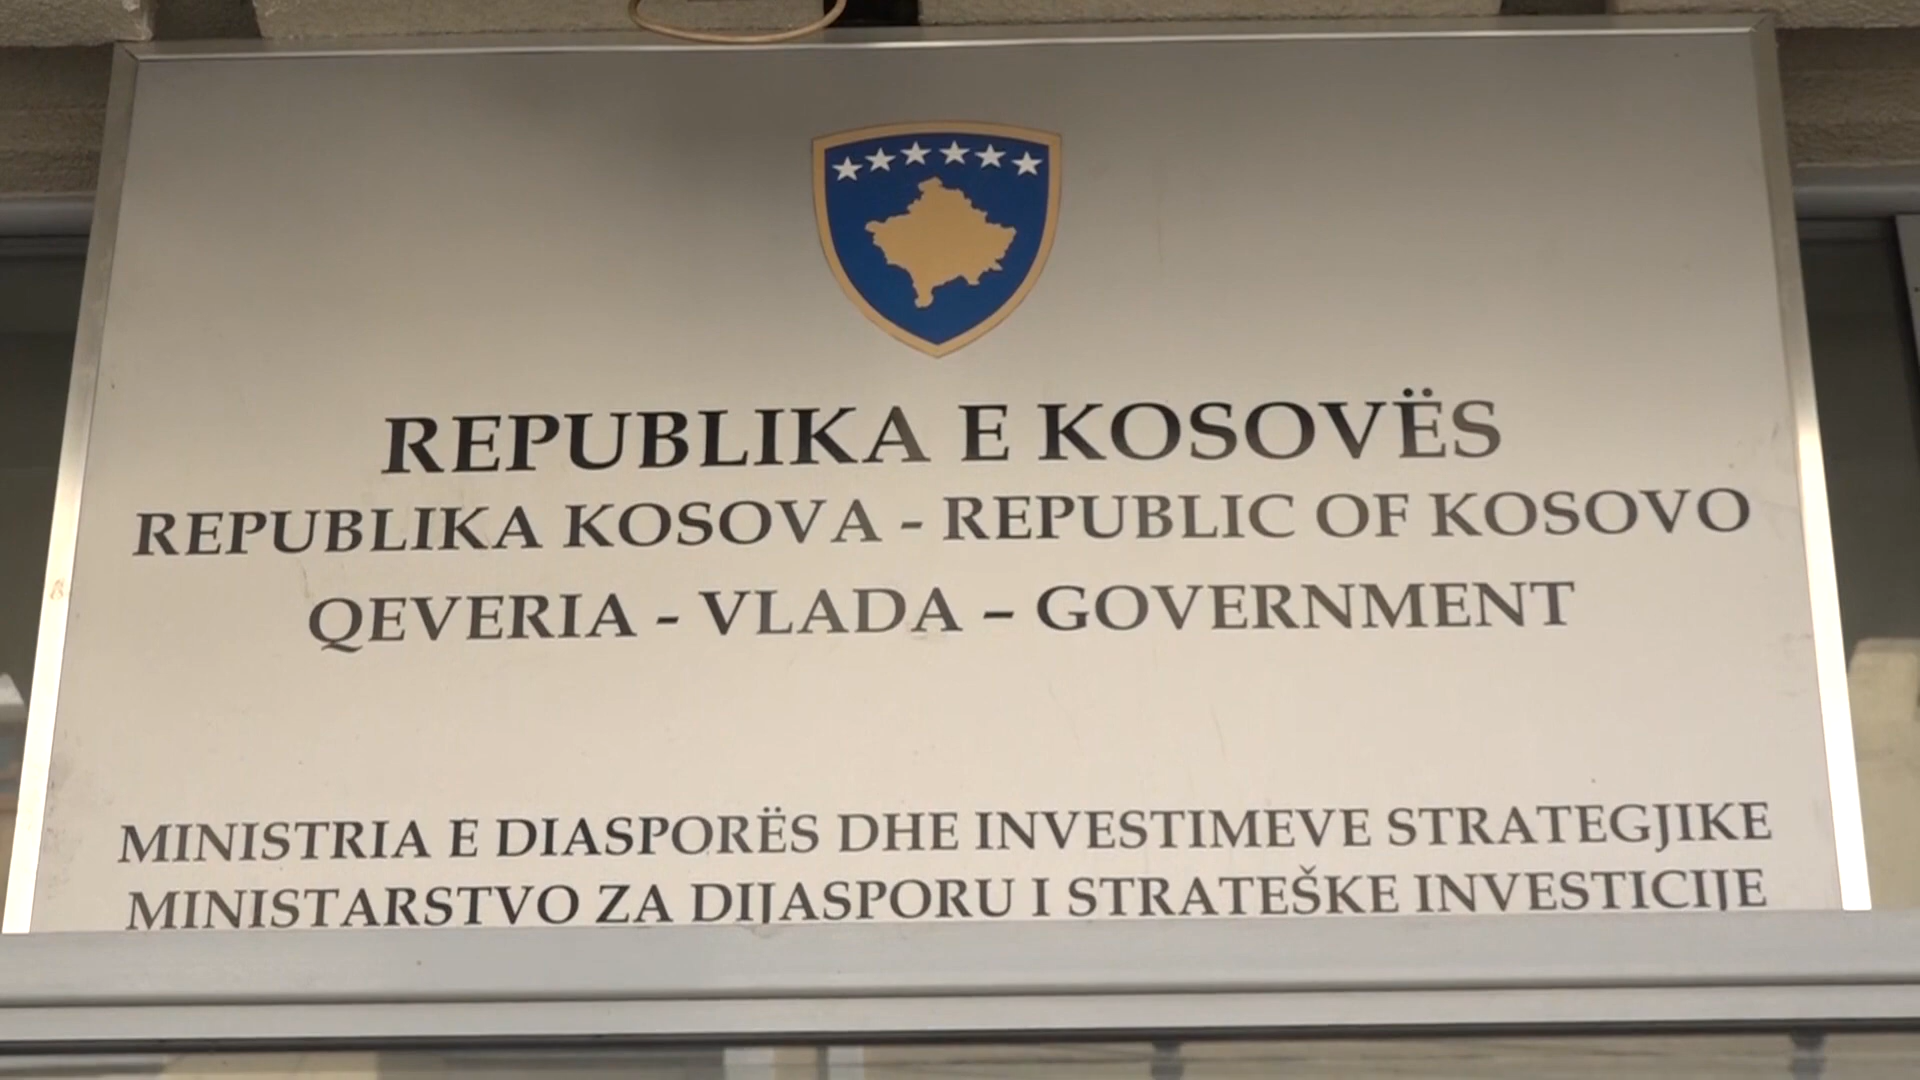 REPUBLIKA E KOSOVËS
REPUBLIKA KOSOVA - REPUBLIC OF KOSOVO
QEVERIA - VLADA – GOVERNMENT
MINISTRIA E DIASPORËS DHE INVESTIMEVE STRATEGJIKE
MINISTARSTVO ZA DIJASPORU I STRATEŠKE INVESTICIJE